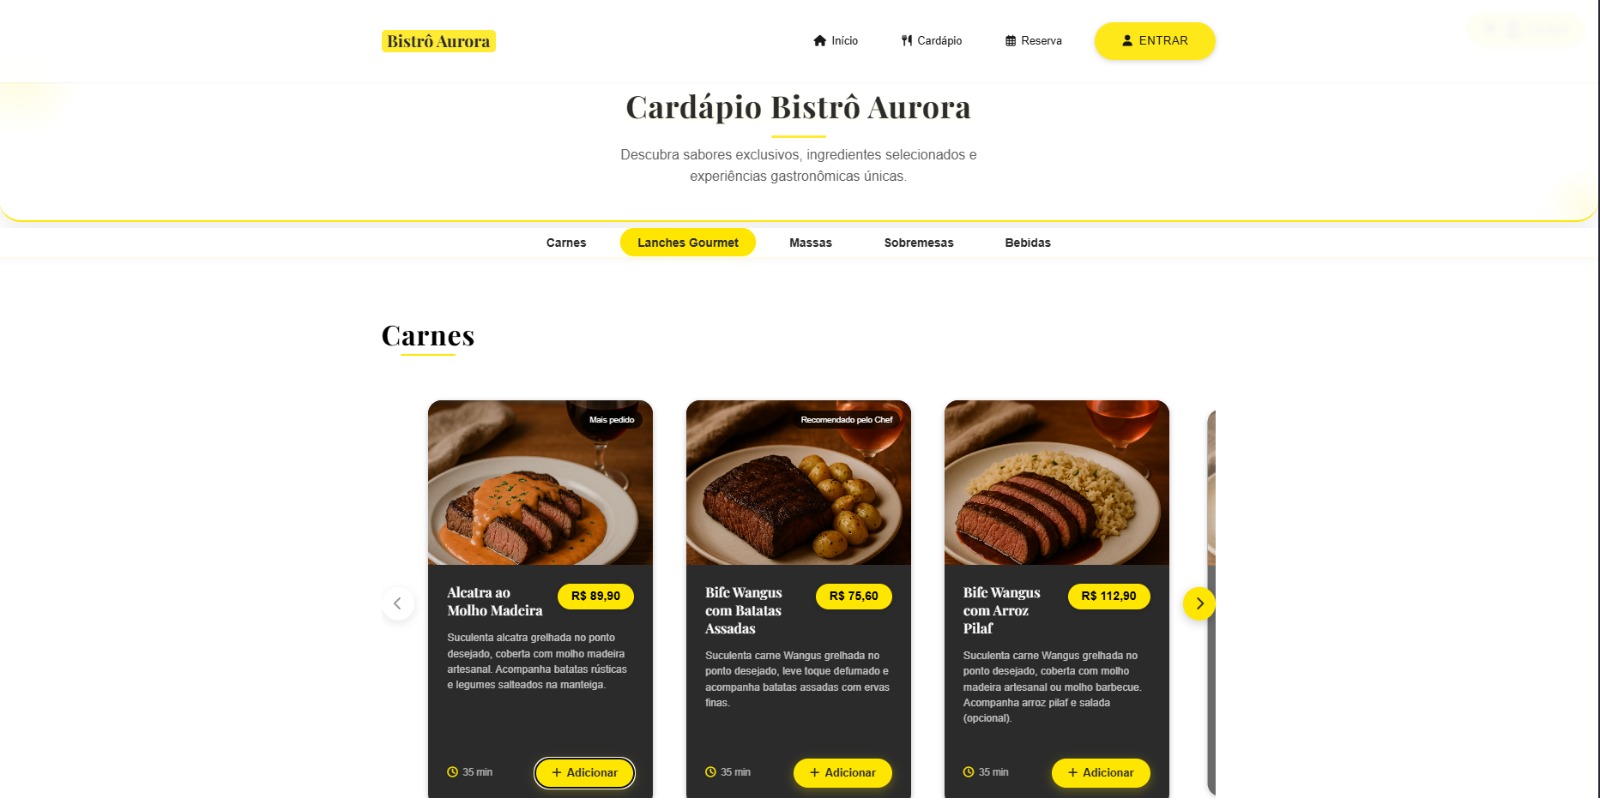 Bistrô Aurora
Início
Cardápio
Reserva
ENTRAR
Cardápio Bistrô Aurora
Descubra sabores exclusivos, ingredientes selecionados e
experiências gastronômicas únicas.
Carnes
Lanches Gourmet
Massas
Sobremesas
Bebidas
Carnes
Mais pedido
Alcatra ao
Molho Madeira
R$ 89,90
Suculenta alcatra grelhada no ponto
desejado, coberta com molho madeira
artesanal. Acompanha batatas rústicas
e legumes salteados na manteiga.
35 min
+ Adicionar
Recomendado pelo Chef
Bife Wangus
com Batatas
Assadas
R$ 75,60
Suculenta carne Wangus grelhada no
ponto desejado, leve toque defumado e
acompanha batatas assadas com ervas
finas.
35 min
+ Adicionar
Bife Wangus
com Arroz
Pilaf
R$ 112,90
Suculenta carne Wangus grelhada no
ponto desejado, coberta com molho
madeira artesanal ou molho barbecue.
Acompanha arroz pilaf e salada
(opcional).
35 min
+ Adicionar